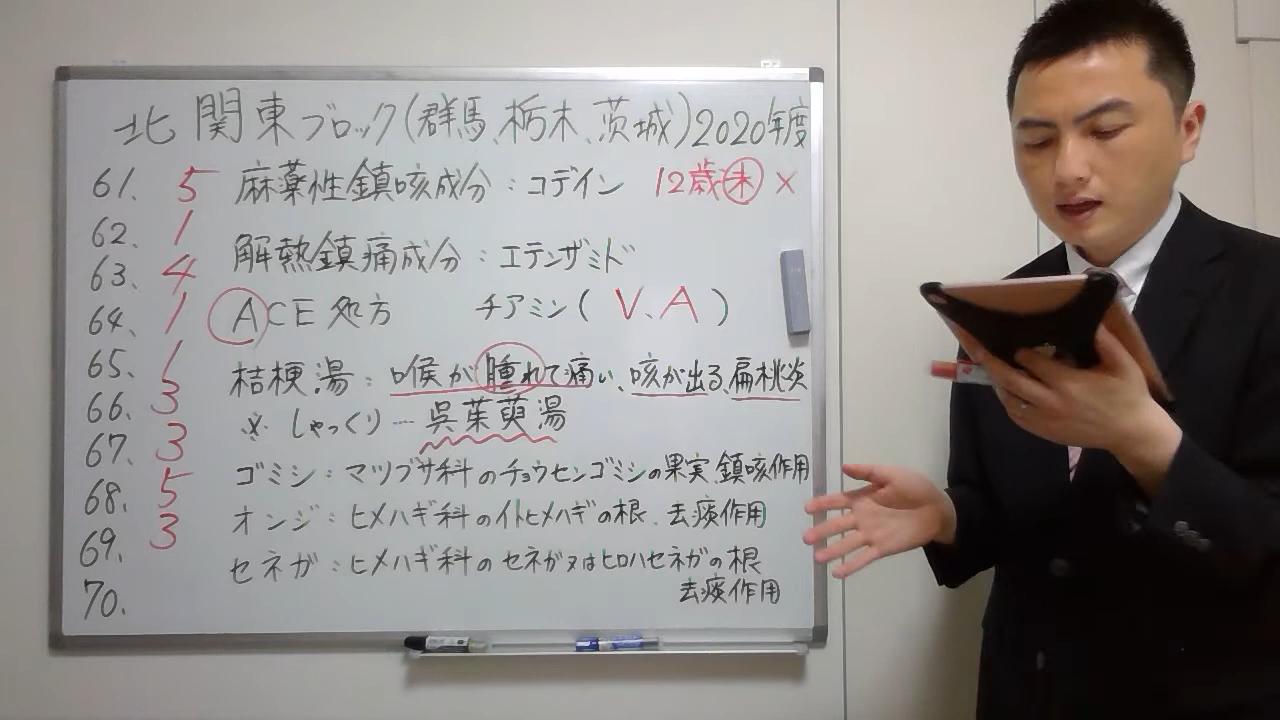 北関東ブロック(群馬、栃木、茨城)2020年度
61. 5 麻薬性鎮咳成分:コデイン 12歳未 ×
62. 1 解熱鎮痛成分:エテンザミド
63. 4
64. 1 ACE処方 チアミン(V.A)
65. 1 桔梗湯:咽喉が腫れて痛い、咳が出る、扁桃炎
66. 3 ※しゃっくり…呉茱萸湯
67. 3 ゴミシ:マツブサ科のチョウセンゴミシの果実、鎮咳作用
68. 5 オンジ:ヒメハギ科のイトヒメハギの根、去痰作用
69. 3 セネガ:ヒメハギ科のセネガ又はヒロハセネガの根
70. 去痰作用